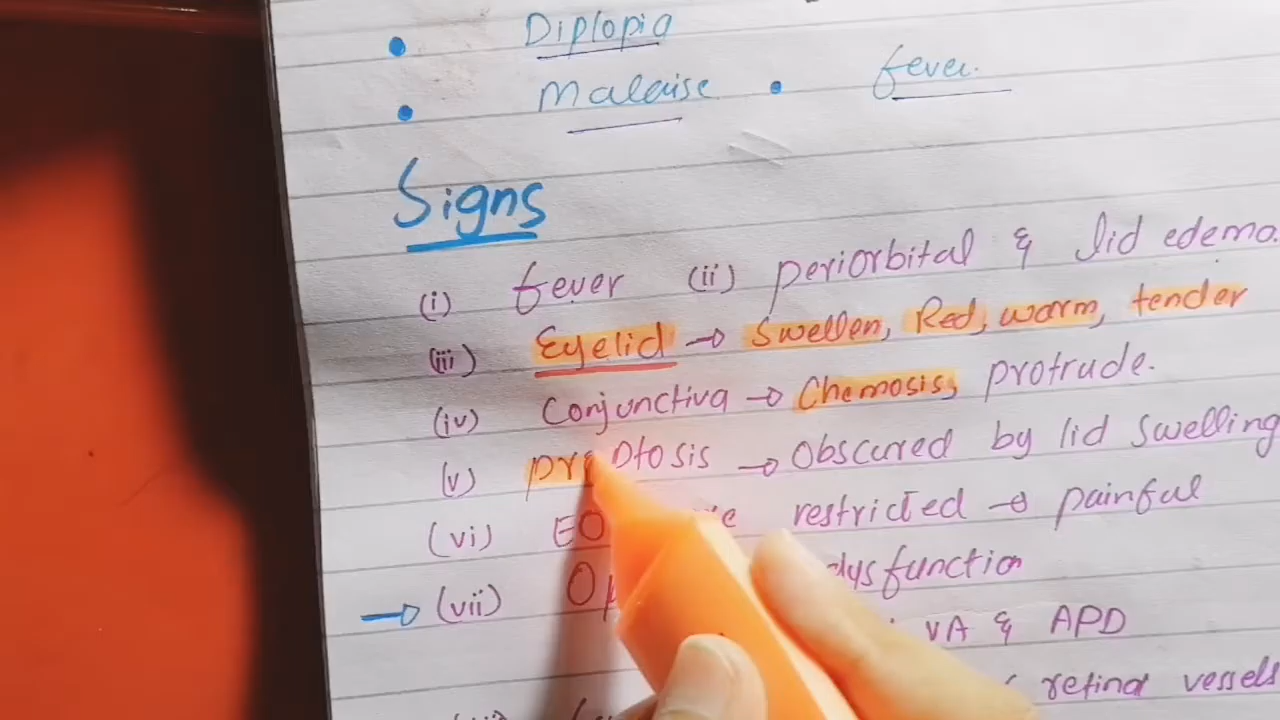 • Diplopia
• Malaise • fever.
Signs
(i) fever (ii) periorbital & lid edema.
(iii) Eyelid → Swellen, Red, warm, tender
(iv) Conjunctiva → Chemosis, protrude.
(v) proptosis → Obscured by lid swelling
(vi) restricted → painful
→ (vii) dysfunction
VA & APD
retinal vessels